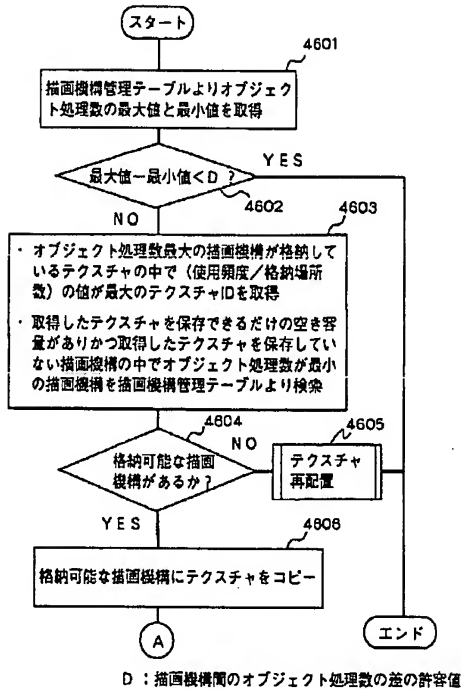 スタート
4601
描画機構管理テーブルよりオブジェク
ト処理数の最大値と最小値を取得
最大値ー最小値<D ?
YES
4602
NO
4603
・ オブジェクト処理数最大の描画機構が格納して
いるテクスチャの中で(使用頻度/格納場所
数)の値が最大のテクスチャIDを取得
・ 取得したテクスチャを保存できるだけの空き容
量がありかつ取得したテクスチャを保存してい
ない描画機構の中でオブジェクト処理数が最小
の描画機構を描画機構管理テーブルより検索
4604
格納可能な描画
機構があるか?
NO
4605
テクスチャ
再配置
YES
4606
格納可能な描画機構にテクスチャをコピー
A
エンド
D :描画機構間のオブジェクト処理数の差の許容値